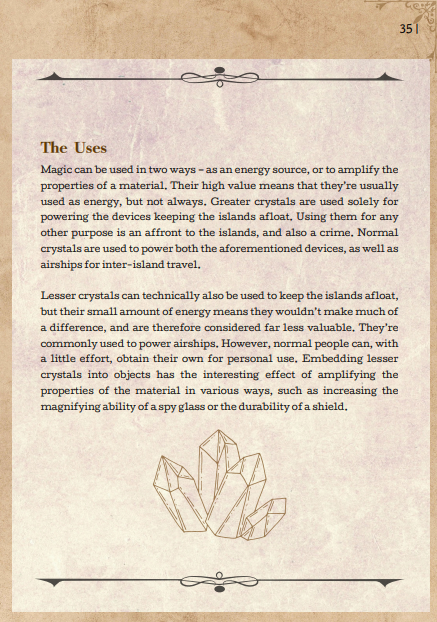 35
The Uses
Magic can be used in two ways – as an energy source, or to amplify the
properties of a material. Their high value means that they're usually
used as energy, but not always. Greater crystals are used solely for
powering the devices keeping the islands afloat. Using them for any
other purpose is an affront to the islands, and also a crime. Normal
crystals are used to power both the aforementioned devices, as well as
airships for inter-island travel.
Lesser crystals can technically also be used to keep the islands afloat,
but their small amount of energy means they wouldn't make much of
a difference, and are therefore considered far less valuable. They're
commonly used to power airships. However, normal people can, with
a little effort, obtain their own for personal use. Embedding lesser
crystals into objects has the interesting effect of amplifying the
properties of the material in various ways, such as increasing the
magnifying ability of a spy glass or the durability of a shield.